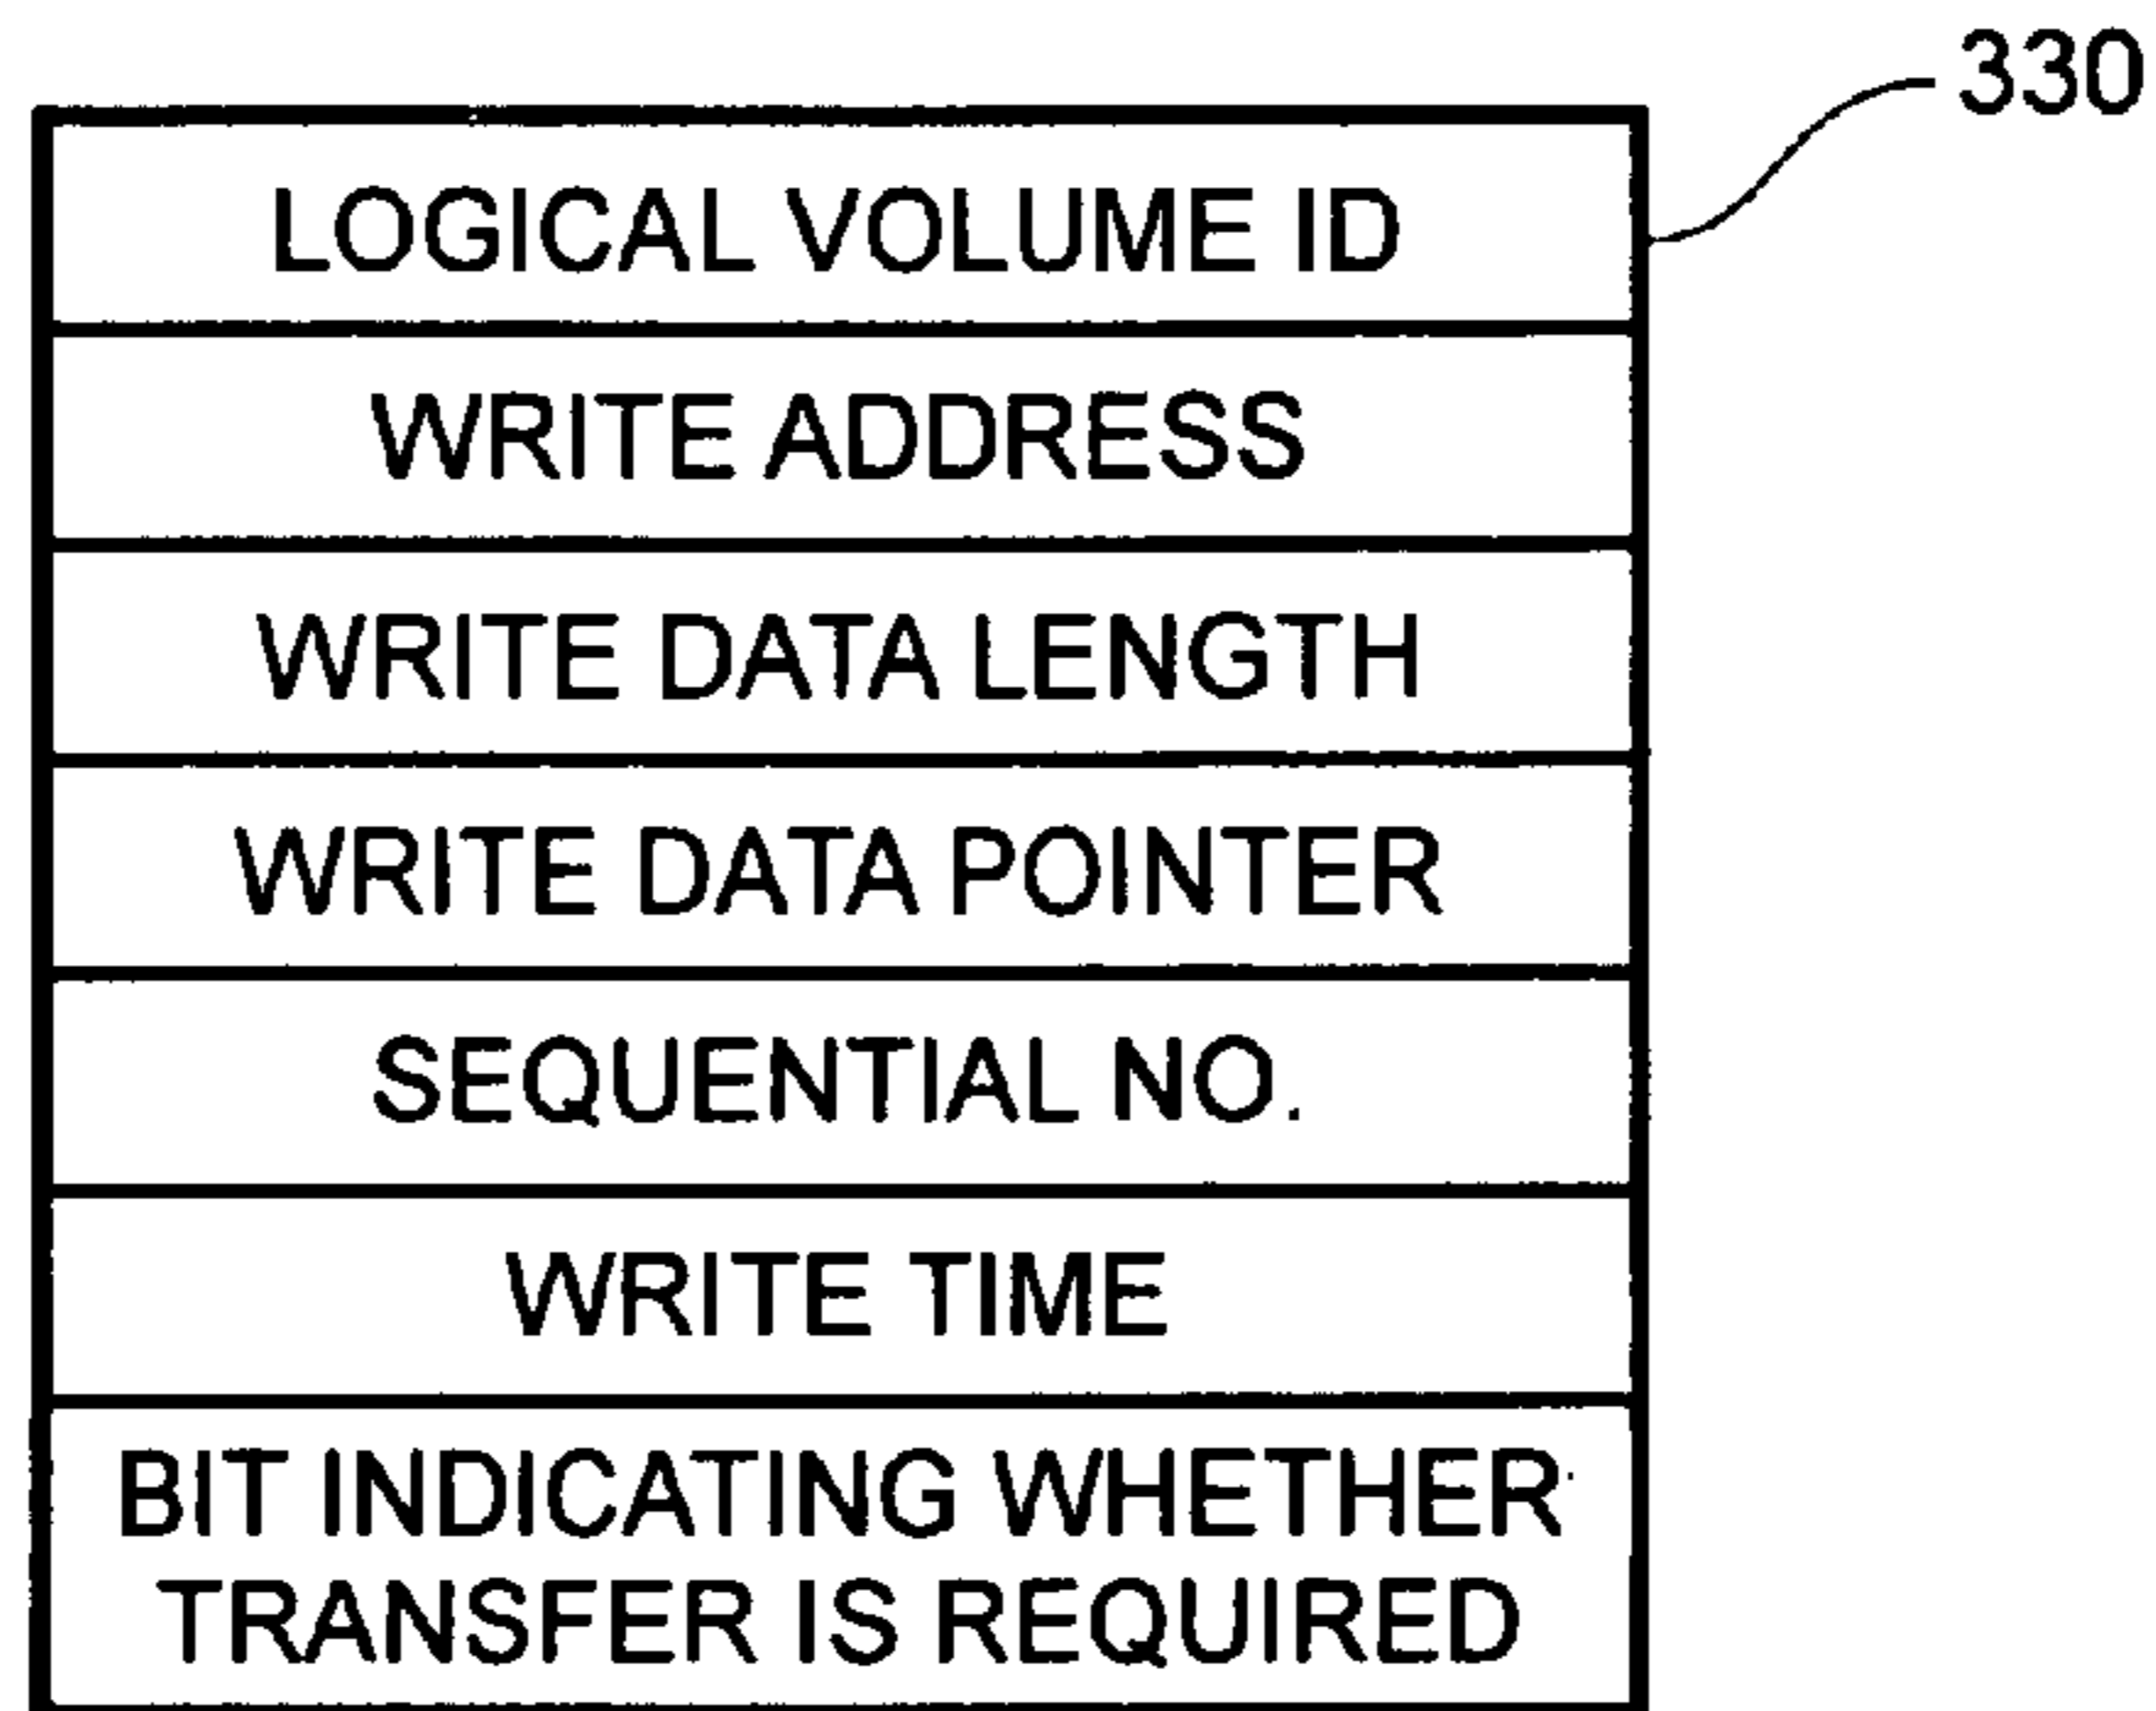 330
LOGICAL VOLUME ID
WRITE ADDRESS
WRITE DATA LENGTH
WRITE DATA POINTER
SEQUENTIAL NO.
WRITE TIME
BIT INDICATING WHETHER
TRANSFER IS REQUIRED